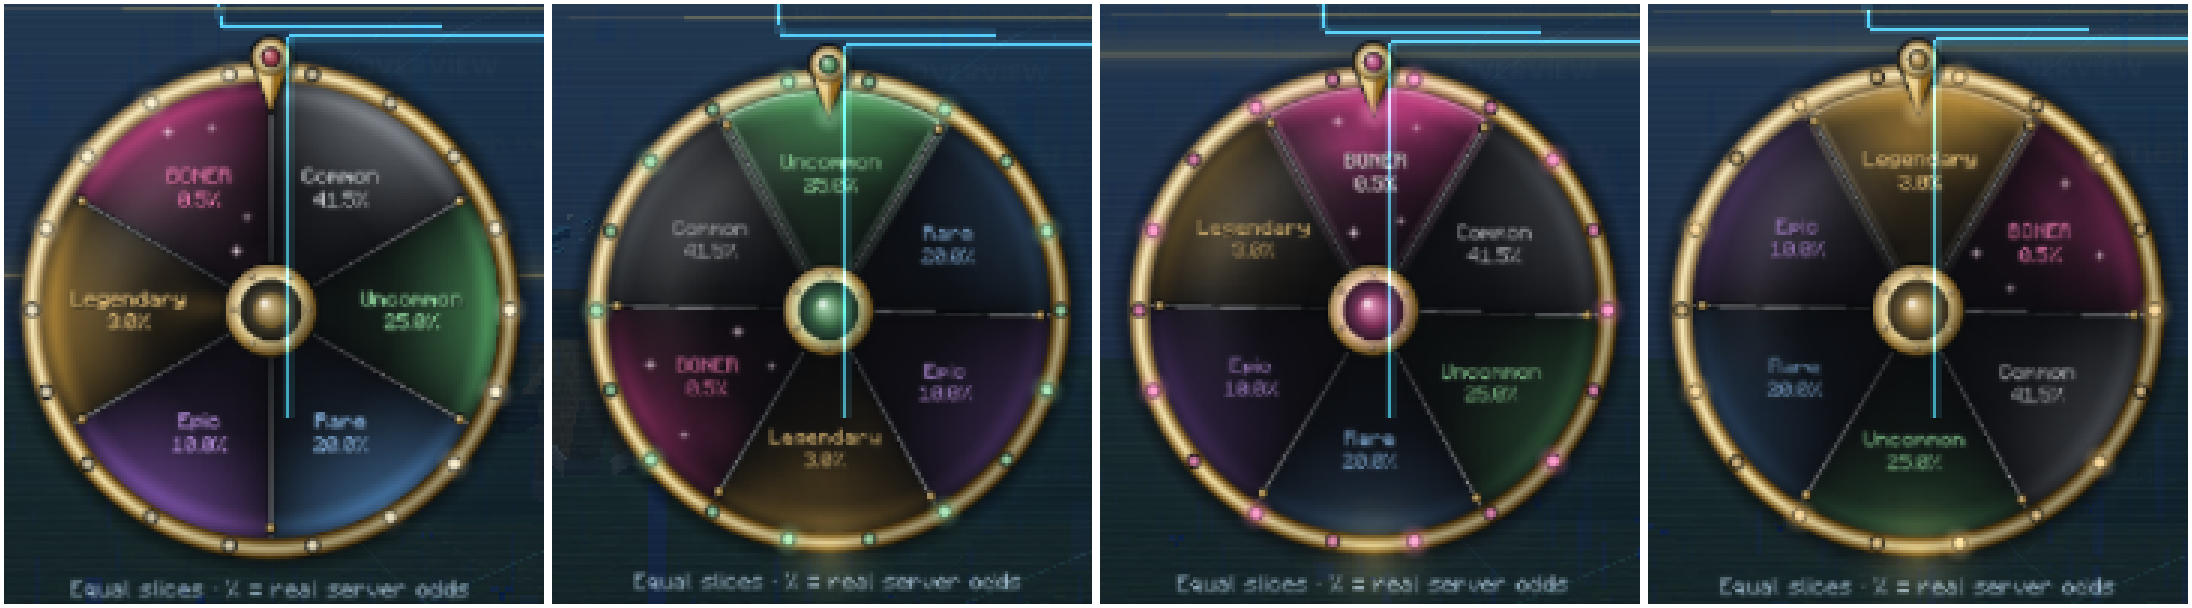 BONER
0.5%
Common
41.5%
Legendary
3.0%
Uncommon
25.0%
Epic
10.0%
Rare
20.0%
Equal slices · % = real server odds
Uncommon
25.0%
Common
41.5%
Rare
20.0%
BONER
0.5%
Epic
10.0%
Legendary
3.0%
Equal slices · % = real server odds
BONER
0.5%
Legendary
3.0%
Common
41.5%
Epic
10.0%
Uncommon
25.0%
Rare
20.0%
Equal slices · % = real server odds
Legendary
3.0%
Epic
10.0%
BONER
0.5%
Rare
20.0%
Common
41.5%
Uncommon
25.0%
Equal slices · % = real server odds